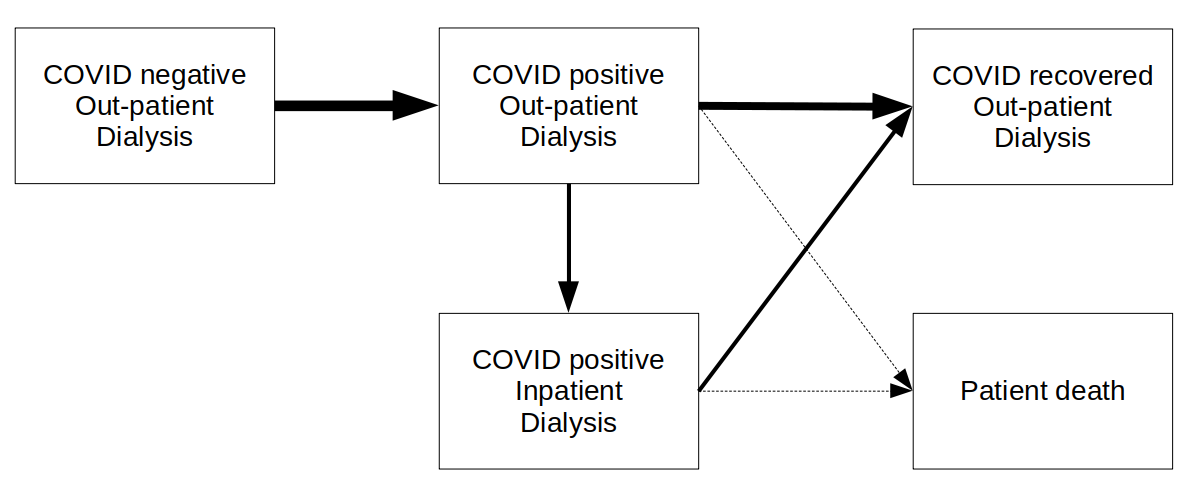 COVID negative
Out-patient
Dialysis
COVID positive
Out-patient
Dialysis
COVID recovered
Out-patient
Dialysis
COVID positive
Inpatient
Dialysis
Patient death